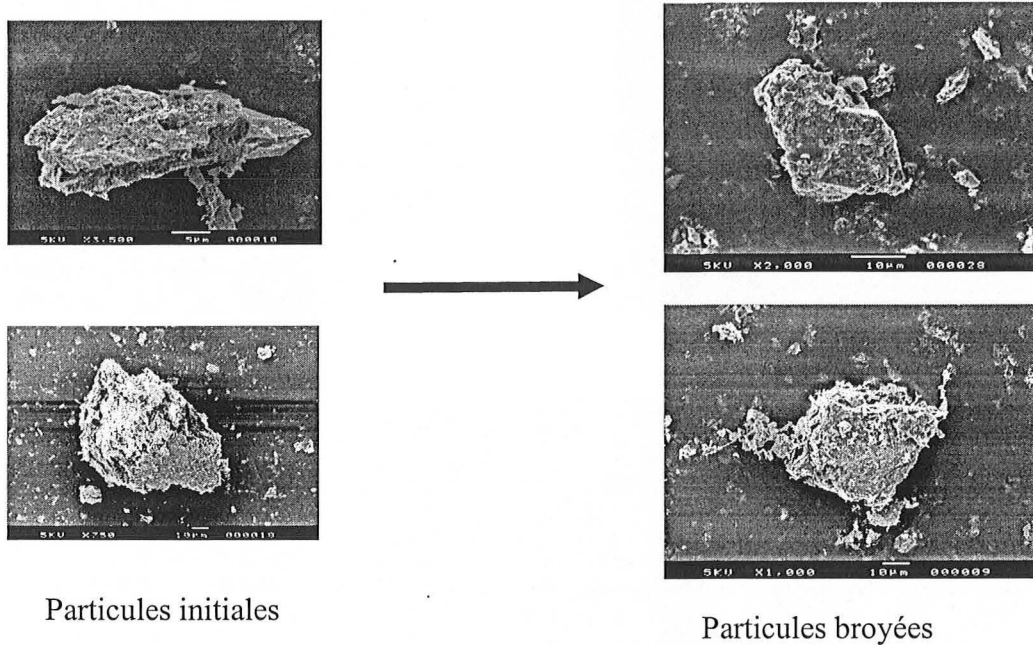 5KV X3,500 5µm 000010
5KV X750 10µm 000019
Particules initiales
5KV X2,000 10µm 000028
5KV X1,000 10µm 000009
Particules broyées